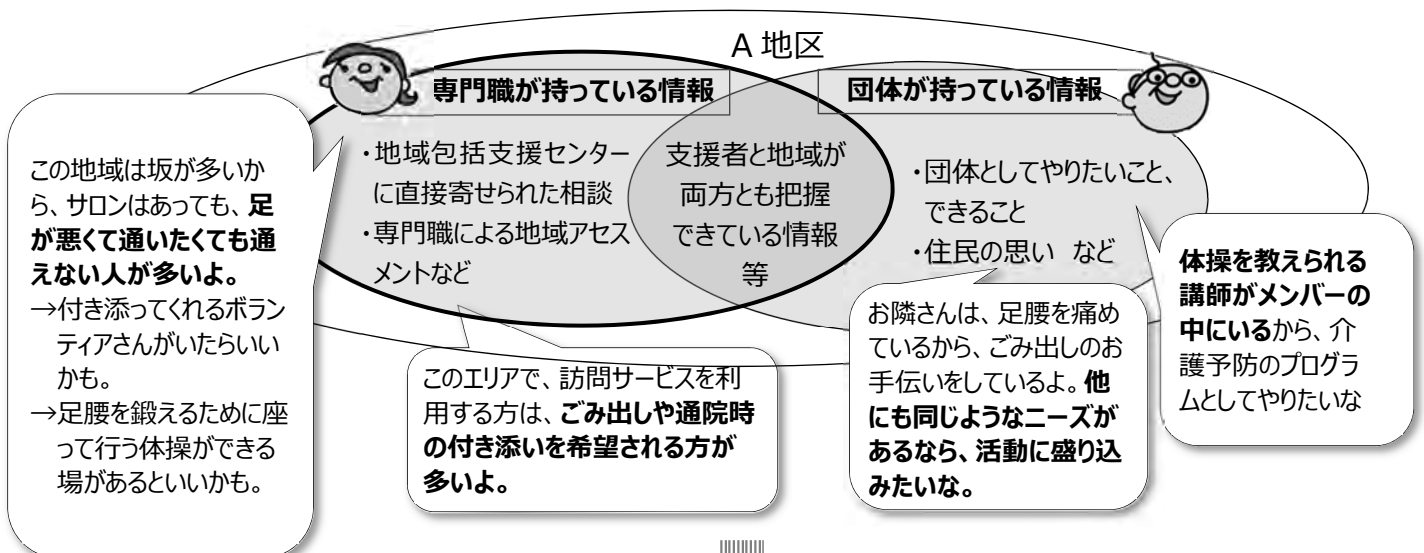 A 地区
専門職が持っている情報
団体が持っている情報
この地域は坂が多いか
ら、サロンはあっても、足
が悪くて通いたくても通
えない人が多いよ。
→付き添ってくれるボラン
ティアさんがいたらいい
かも。
→足腰を鍛えるために座
って行う体操ができる
場があるといいかも。
・地域包括支援センター
に直接寄せられた相談
・専門職による地域アセス
メントなど
支援者と地域が
両方とも把握
できている情報
等
・団体としてやりたいこと、
できること
・住民の思い など
このエリアで、訪問サービスを利
用する方は、ごみ出しや通院時
の付き添いを希望される方が
多いよ。
お隣さんは、足腰を痛め
ているから、ごみ出しのお
手伝いをしているよ。他
にも同じようなニーズが
あるなら、活動に盛り込
みたいな。
体操を教えられる
講師がメンバーの
中にいるから、介
護予防のプログラ
ムとしてやりたいな